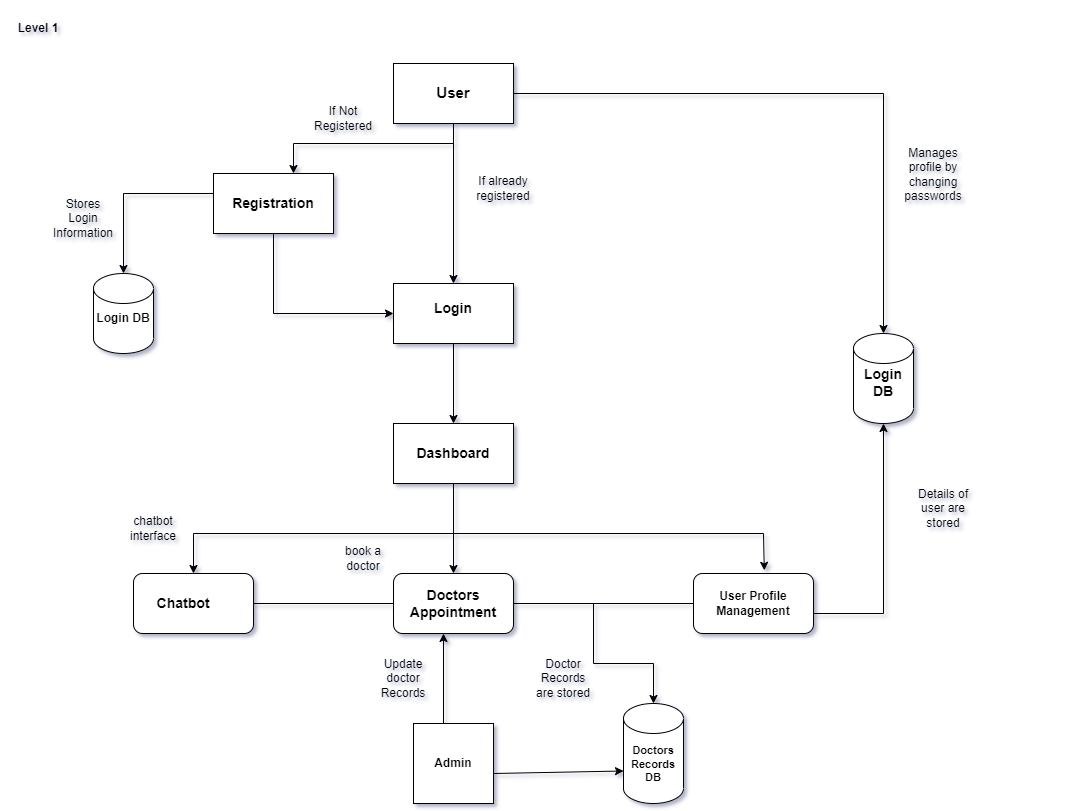 Level 1
User
If Not
Registered
Manages
profile by
changing
passwords
If already
registered
Registration
Stores
Login
Information
Login DB
Login
Login
DB
Dashboard
Details of
user are
stored
chatbot
interface
book a
doctor
Chatbot
Doctors
Appointment
User Profile
Management
Update
doctor
Records
Doctor
Records
are stored
Admin
Doctors
Records
DB